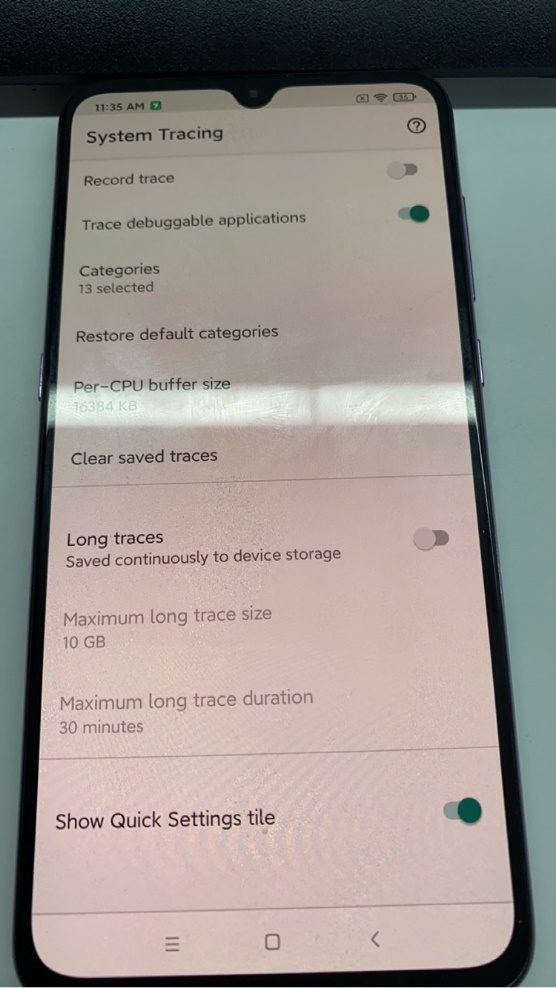 11:35 AM
35
System Tracing
Record trace
Trace debuggable applications
Categories
13 selected
Restore default categories
Per-CPU buffer size
16384 KB
Clear saved traces
Long traces
Saved continuously to device storage
Maximum long trace size
10 GB
Maximum long trace duration
30 minutes
Show Quick Settings tile